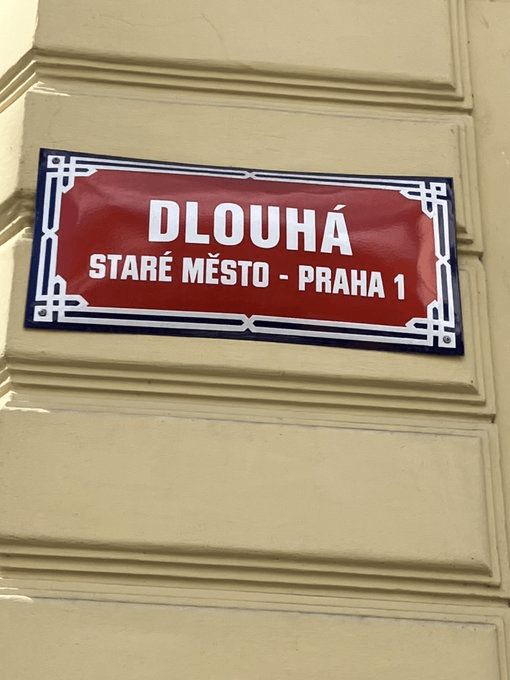 DLOUHÁ
STARÉ MĚSTO - PRAHA 1